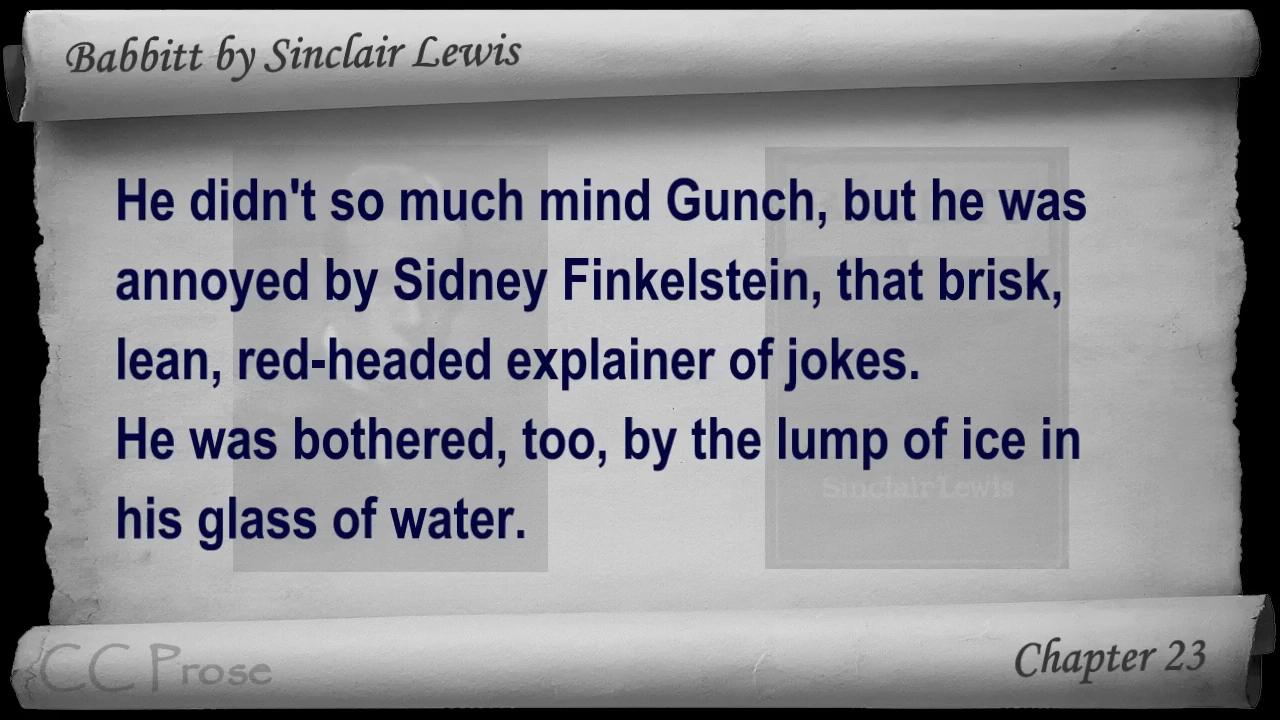 Babbitt by Sinclair Lewis
He didn't so much mind Gunch, but he was
annoyed by Sidney Finkelstein, that brisk,
lean, red-headed explainer of jokes.
He was bothered, too, by the lump of ice in
his glass of water.
Sinclair Lewis
CC Prose
Chapter 23